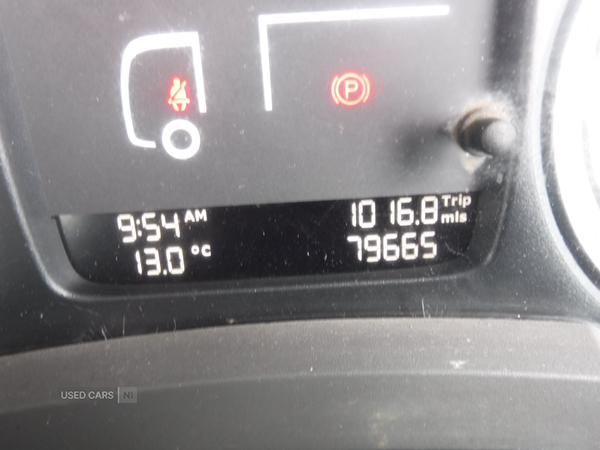 P
9:54 AM 1016.8 Trip mls
13.0 °C 79665
USED CARS NI